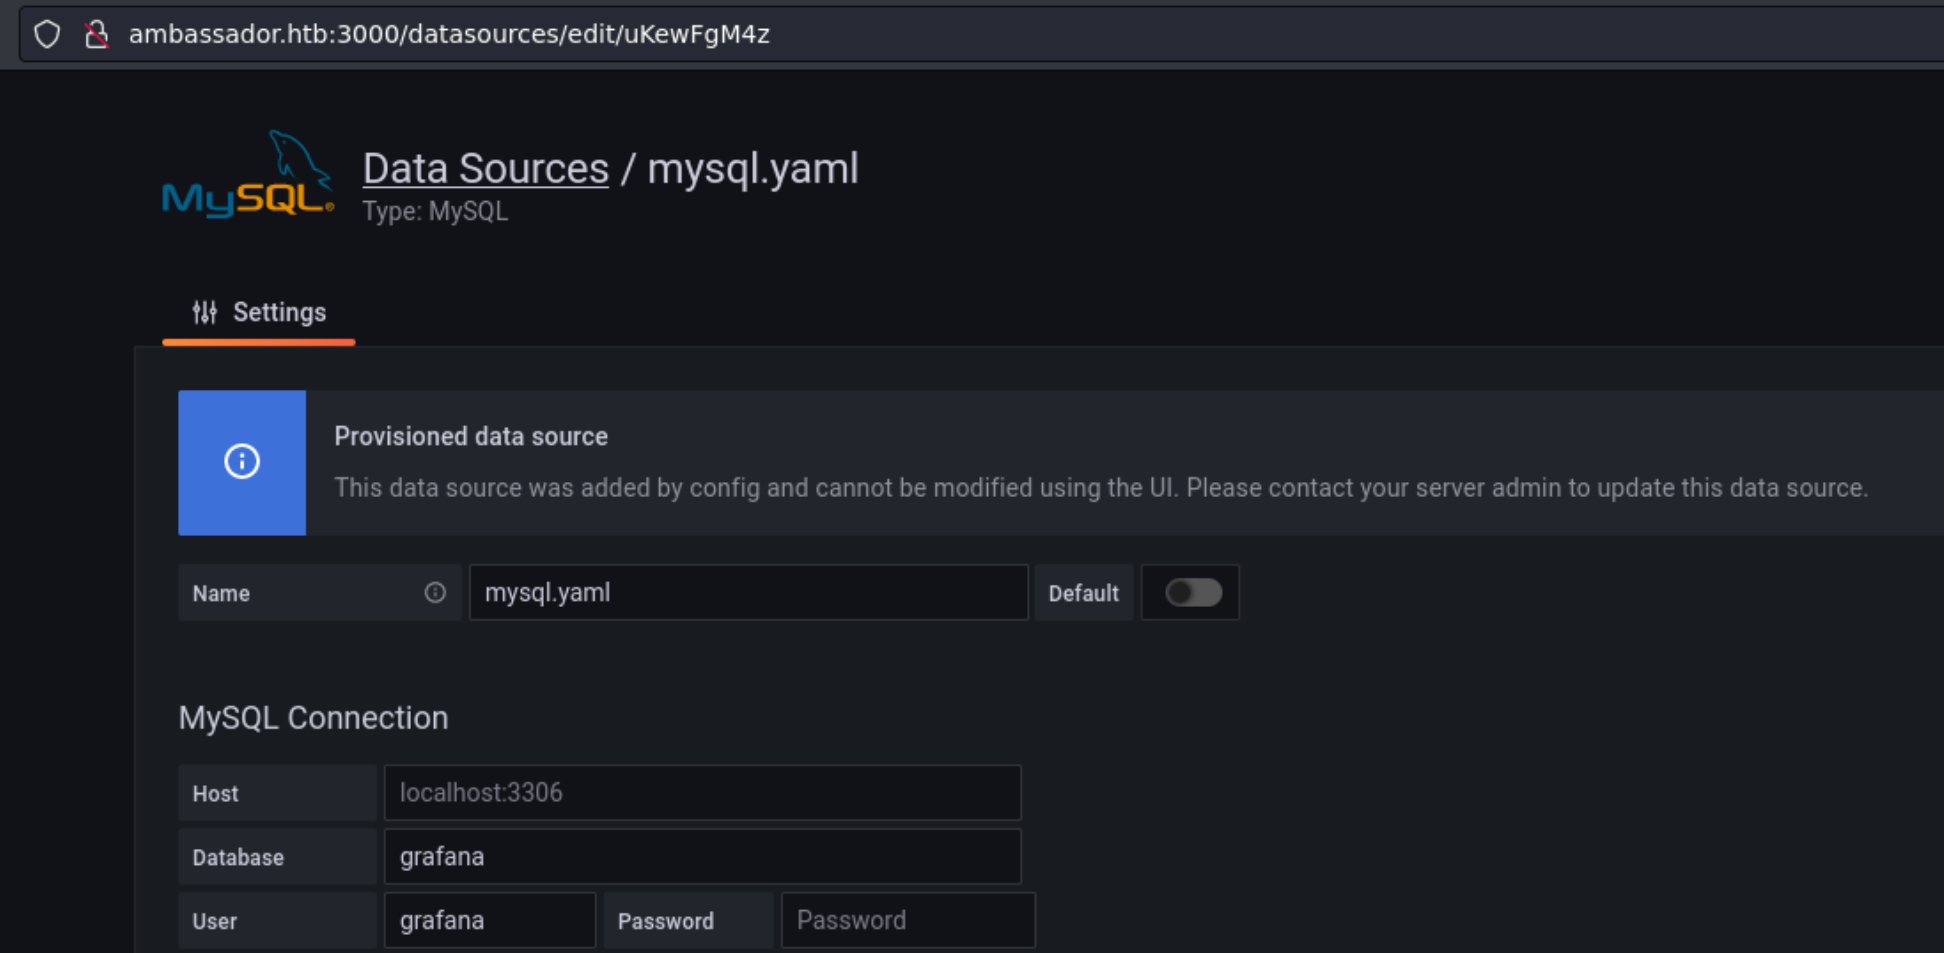 ambassador.htb:3000/datasources/edit/uKewFgM4z
MySQL®
Data Sources / mysql.yaml
Type: MySQL
Settings
Provisioned data source
This data source was added by config and cannot be modified using the UI. Please contact your server admin to update this data source.
Name mysql.yaml Default
MySQL Connection
Host localhost:3306
Database grafana
User grafana Password Password